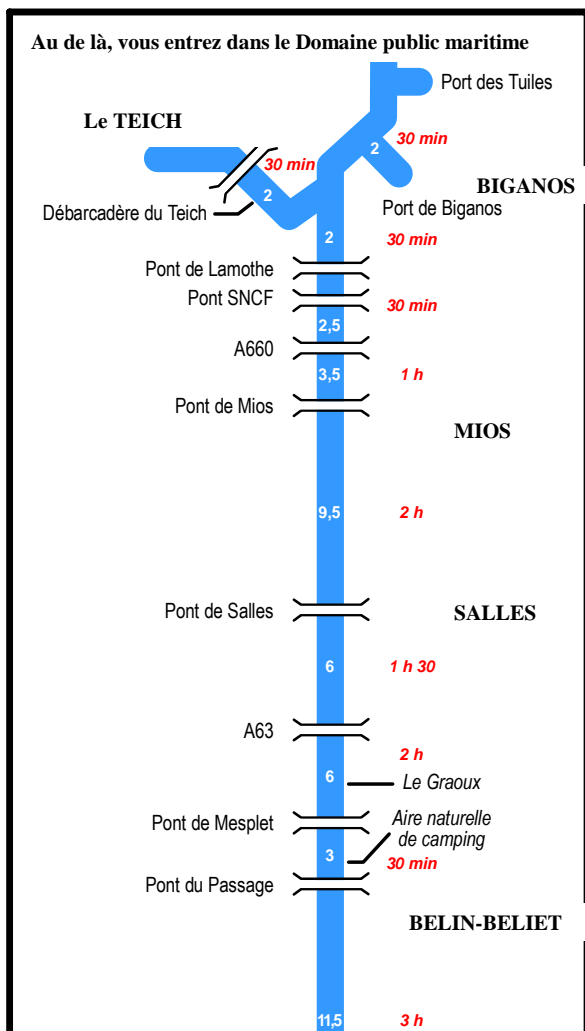 Au de là, vous entrez dans le Domaine public maritime
Port des Tuiles
Le TEICH
2
30 min
30 min
2
BIGANOS
Débarcadère du Teich
Port de Biganos
2
30 min
Pont de Lamothe
Pont SNCF
30 min
2,5
A660
3,5
1 h
Pont de Mios
MIOS
9,5
2 h
Pont de Salles
SALLES
6
1 h 30
A63
2 h
6
Le Graoux
Pont de Mesplet
Aire naturelle
de camping
3
30 min
Pont du Passage
BELIN-BELIET
11,5
3 h